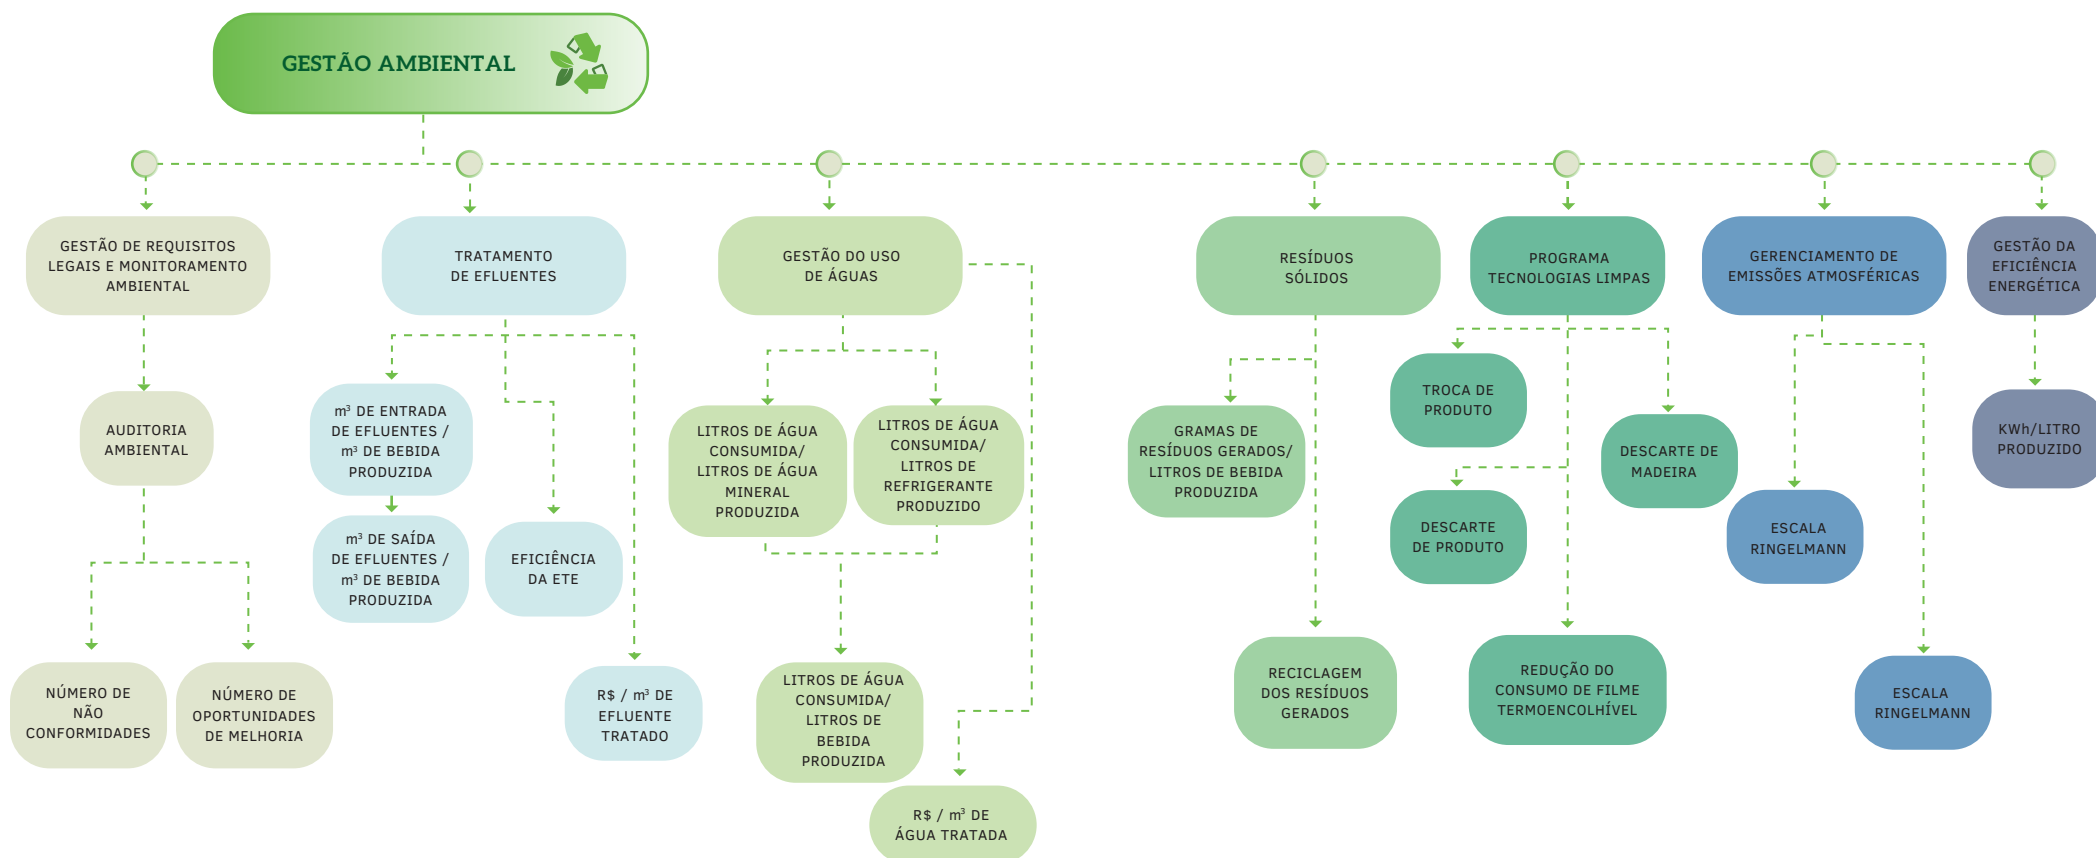 GESTÃO AMBIENTAL
GESTÃO DE REQUISITOS
LEGAIS E MONITORAMENTO
AMBIENTAL
TRATAMENTO
DE EFLUENTES
GESTÃO DO USO
DE ÁGUAS
RESÍDUOS
SÓLIDOS
PROGRAMA
TECNOLOGIAS LIMPAS
GERENCIAMENTO DE
EMISSÕES ATMOSFÉRICAS
GESTÃO DA
EFICIÊNCIA
ENERGÉTICA
AUDITORIA
AMBIENTAL
m³ DE ENTRADA
DE EFLUENTES /
m³ DE BEBIDA
PRODUZIDA
LITROS DE ÁGUA
CONSUMIDA/
LITROS DE ÁGUA
MINERAL
PRODUZIDA
LITROS DE ÁGUA
CONSUMIDA/
LITROS DE
REFRIGERANTE
PRODUZIDO
GRAMAS DE
RESÍDUOS GERADOS/
LITROS DE BEBIDA
PRODUZIDA
TROCA DE
PRODUTO
DESCARTE DE
MADEIRA
KWh/LITRO
PRODUZIDO
m³ DE SAÍDA
DE EFLUENTES /
m³ DE BEBIDA
PRODUZIDA
EFICIÊNCIA
DA ETE
DESCARTE
DE PRODUTO
ESCALA
RINGELMANN
NÚMERO DE
NÃO
CONFORMIDADES
NÚMERO DE
OPORTUNIDADES
DE MELHORIA
R$ / m³ DE
EFLUENTE
TRATADO
LITROS DE ÁGUA
CONSUMIDA/
LITROS DE
BEBIDA
PRODUZIDA
RECICLAGEM
DOS RESÍDUOS
GERADOS
REDUÇÃO DO
CONSUMO DE FILME
TERMOENCOLHÍVEL
ESCALA
RINGELMANN
R$ / m³ DE
ÁGUA TRATADA